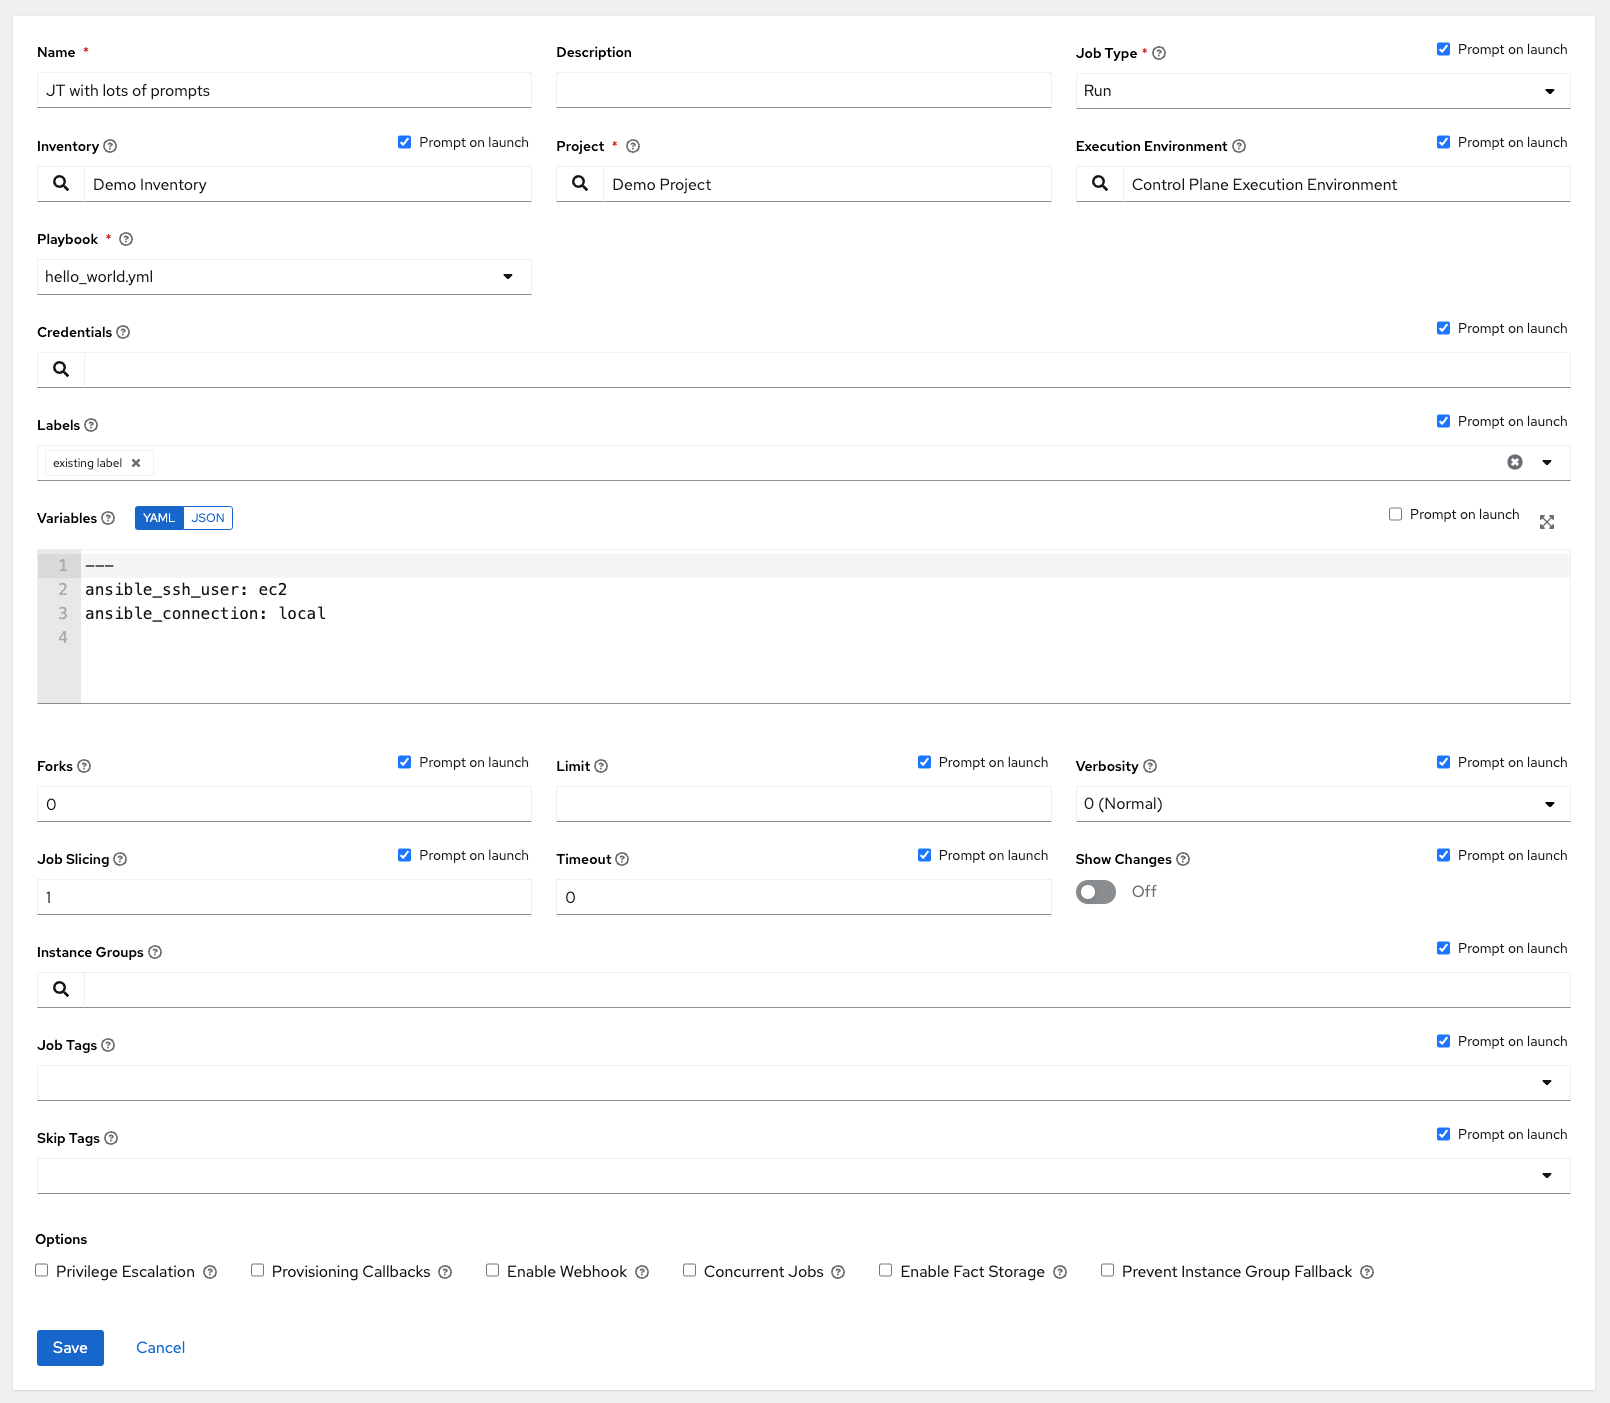 Name * Description Job Type * Prompt on launch
JT with lots of prompts Run
Inventory Prompt on launch Project * Execution Environment Prompt on launch
Demo Inventory Demo Project Control Plane Execution Environment
Playbook *
hello_world.yml
Credentials Prompt on launch
Labels Prompt on launch
existing label
Variables YAML JSON Prompt on launch
1 ---
2 ansible_ssh_user: ec2
3 ansible_connection: local
4
Forks Prompt on launch Limit Prompt on launch Verbosity Prompt on launch
0 0 (Normal)
Job Slicing Prompt on launch Timeout Prompt on launch Show Changes Prompt on launch
1 0 Off
Instance Groups Prompt on launch
Job Tags Prompt on launch
Skip Tags Prompt on launch
Options
Privilege Escalation Provisioning Callbacks Enable Webhook Concurrent Jobs Enable Fact Storage Prevent Instance Group Fallback
Save Cancel